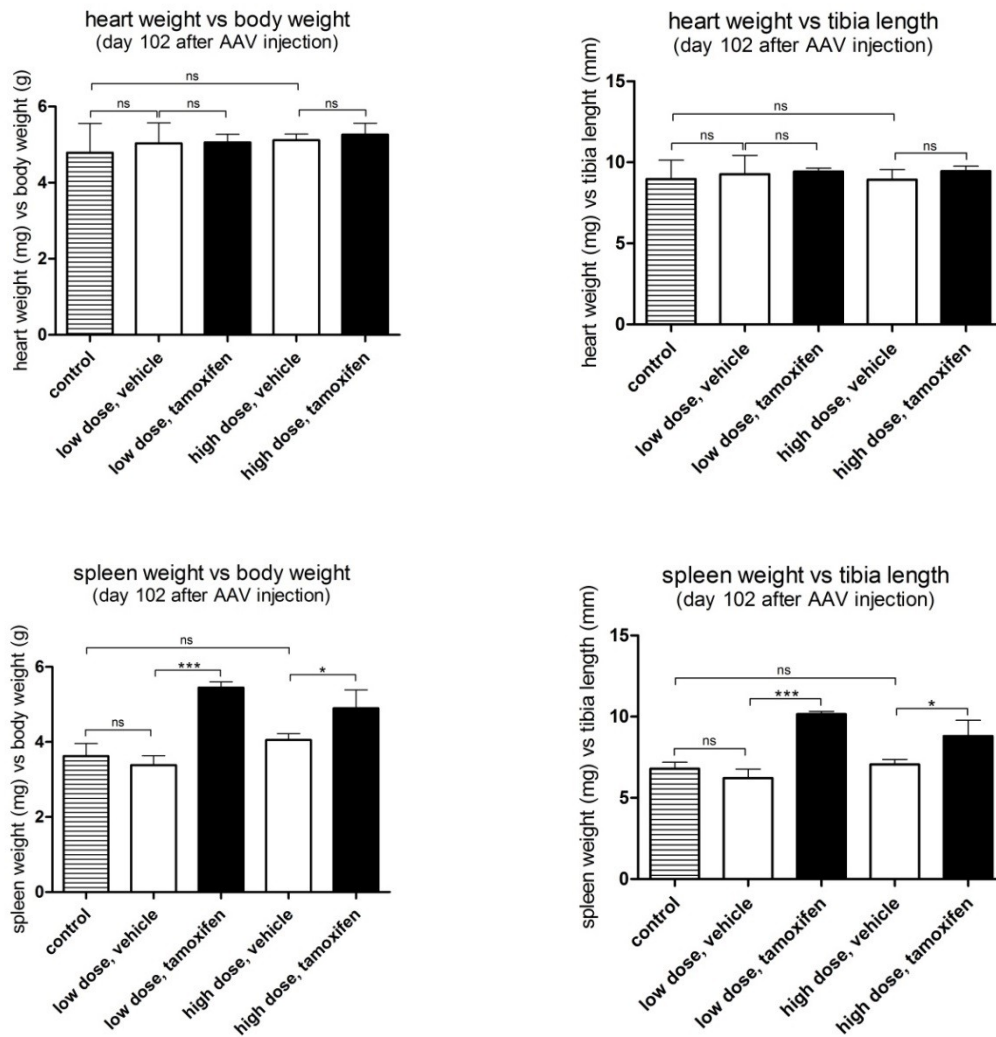 heart weight vs body weight
(day 102 after AAV injection)
heart weight (mg) vs body weight (g)
6
4
2
0
ns
ns
ns
ns
control
low dose, vehicle
low dose, tamoxifen
high dose, vehicle
high dose, tamoxifen
heart weight vs tibia length
(day 102 after AAV injection)
heart weight (mg) vs tibia lenght (mm)
15
10
5
0
ns
ns
ns
ns
control
low dose, vehicle
low dose, tamoxifen
high dose, vehicle
high dose, tamoxifen
spleen weight vs body weight
(day 102 after AAV injection)
spleen weight (mg) vs body weight (g)
6
4
2
0
ns
***
*
ns
control
low dose, vehicle
low dose, tamoxifen
high dose, vehicle
high dose, tamoxifen
spleen weight vs tibia length
(day 102 after AAV injection)
spleen weight (mg) vs tibia length (mm)
15
10
5
0
ns
***
*
ns
control
low dose, vehicle
low dose, tamoxifen
high dose, vehicle
high dose, tamoxifen